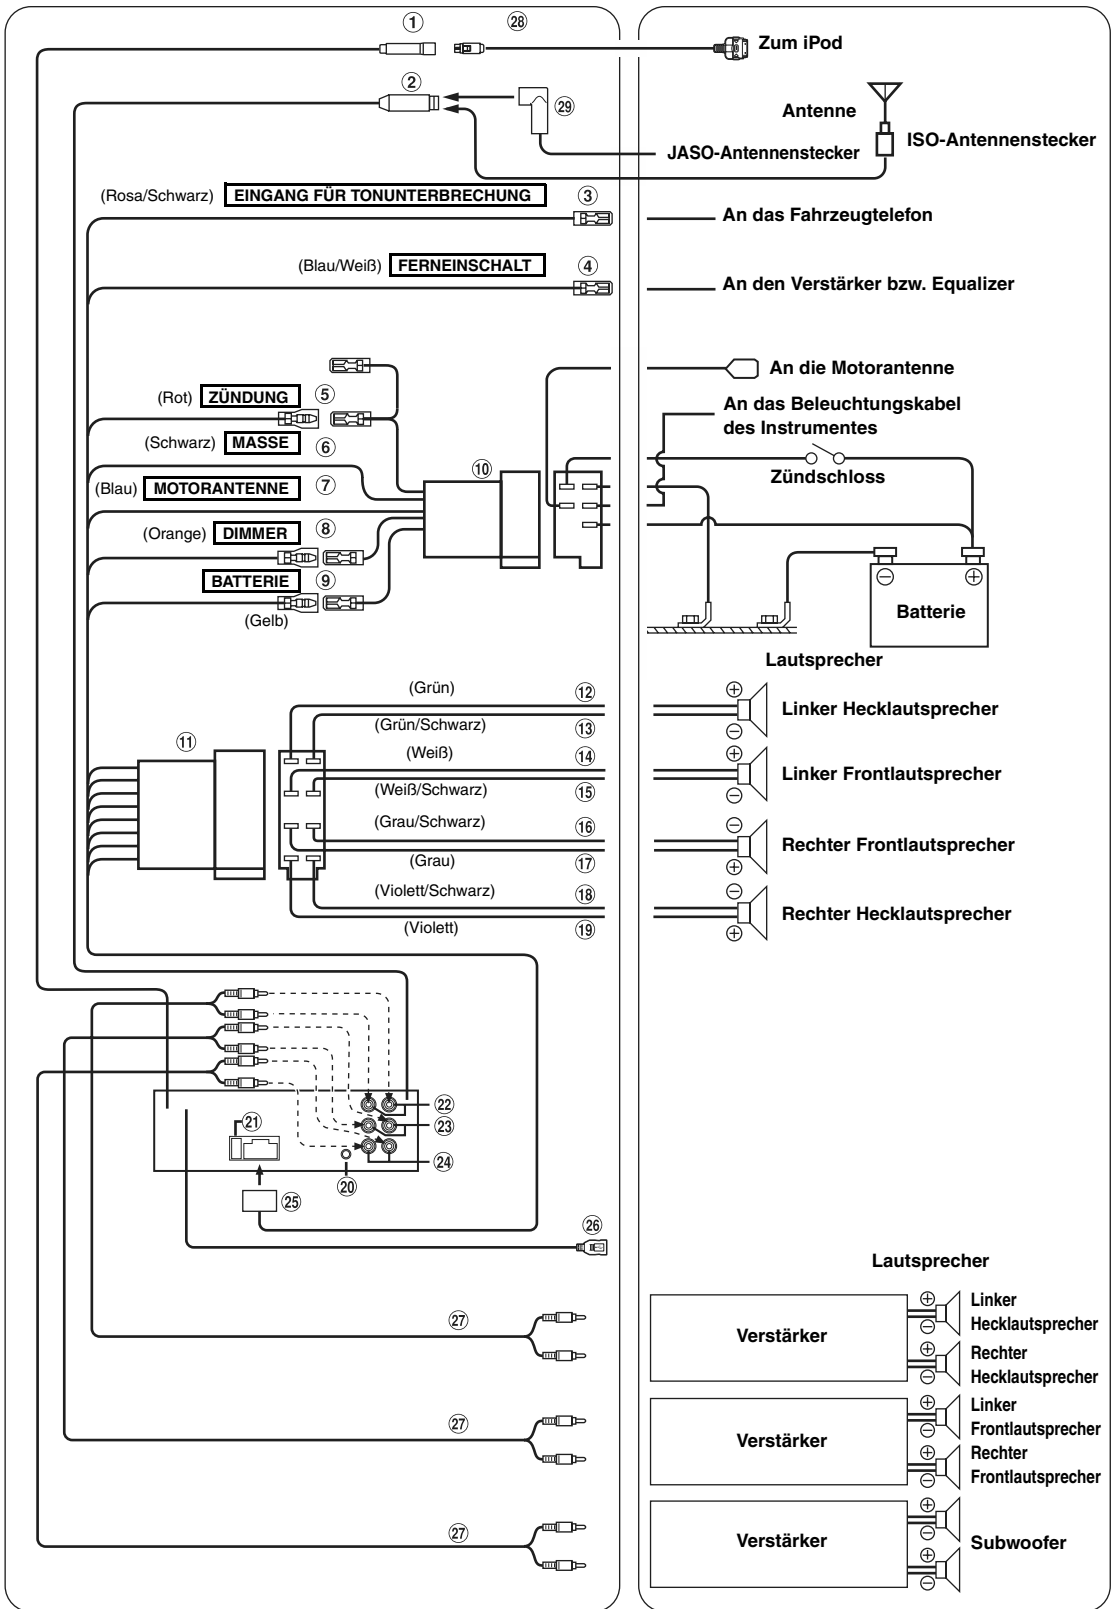 ① ㉘ Zum iPod
②
㉙
Antenne
ISO-Antennenstecker
JASO-Antennenstecker
(Rosa/Schwarz) EINGANG FÜR TONUNTERBRECHUNG ③
An das Fahrzeugtelefon
(Blau/Weiß) FERNEINSCHALT ④
An den Verstärker bzw. Equalizer
An die Motorantenne
(Rot) ZÜNDUNG ⑤
An das Beleuchtungskabel
des Instrumentes
(Schwarz) MASSE ⑥
Zündschloss
⑩
(Blau) MOTORANTENNE ⑦
(Orange) DIMMER ⑧
BATTERIE ⑨
(Gelb)
⊖ ⊕
Batterie
Lautsprecher
(Grün) ⑫ ⊕
Linker Hecklautsprecher
(Grün/Schwarz) ⑬ ⊖
⑪
(Weiß) ⑭ ⊕
Linker Frontlautsprecher
(Weiß/Schwarz) ⑮ ⊖
(Grau/Schwarz) ⑯ ⊖
Rechter Frontlautsprecher
(Grau) ⑰ ⊕
(Violett/Schwarz) ⑱ ⊖
Rechter Hecklautsprecher
(Violett) ⑲ ⊕
㉒
㉑ ㉓
㉔
⑳
㉕
㉖
Lautsprecher
㉗
Verstärker
⊕ Linker
⊖ Hecklautsprecher
⊕ Rechter
⊖ Hecklautsprecher
㉗
Verstärker
⊕ Linker
⊖ Frontlautsprecher
⊕ Rechter
⊖ Frontlautsprecher
㉗
Verstärker
⊕
⊖
Subwoofer
⊕
⊖